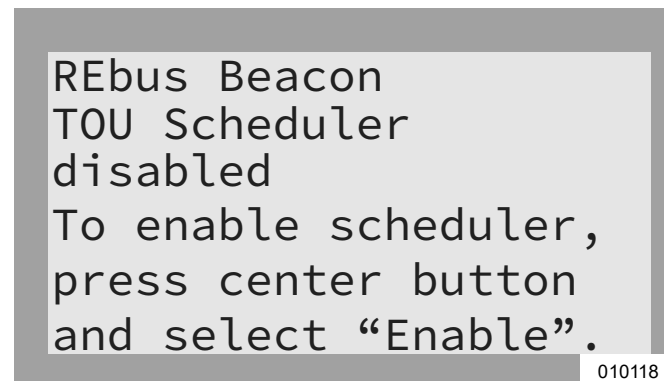 REbus Beacon
TOU Scheduler
disabled
To enable scheduler,
press center button
and select “Enable”.
010118